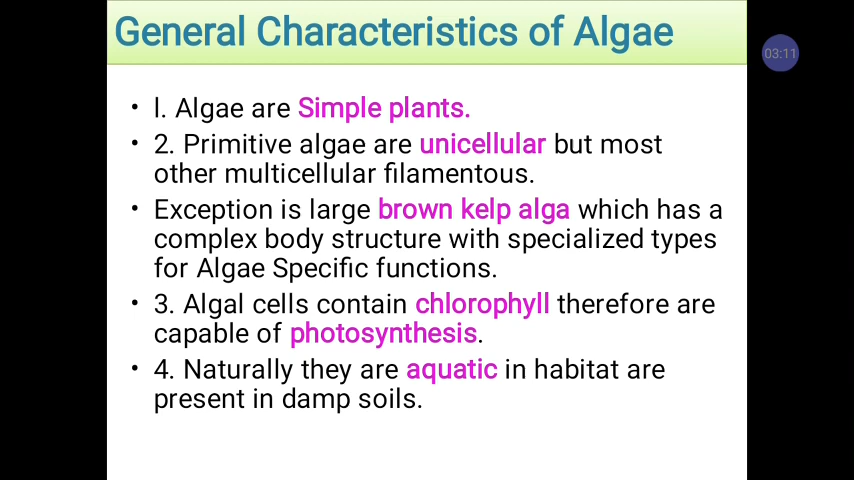 General Characteristics of Algae
03:11
• l. Algae are Simple plants.
• 2. Primitive algae are unicellular but most
other multicellular filamentous.
• Exception is large brown kelp alga which has a
complex body structure with specialized types
for Algae Specific functions.
• 3. Algal cells contain chlorophyll therefore are
capable of photosynthesis.
• 4. Naturally they are aquatic in habitat are
present in damp soils.